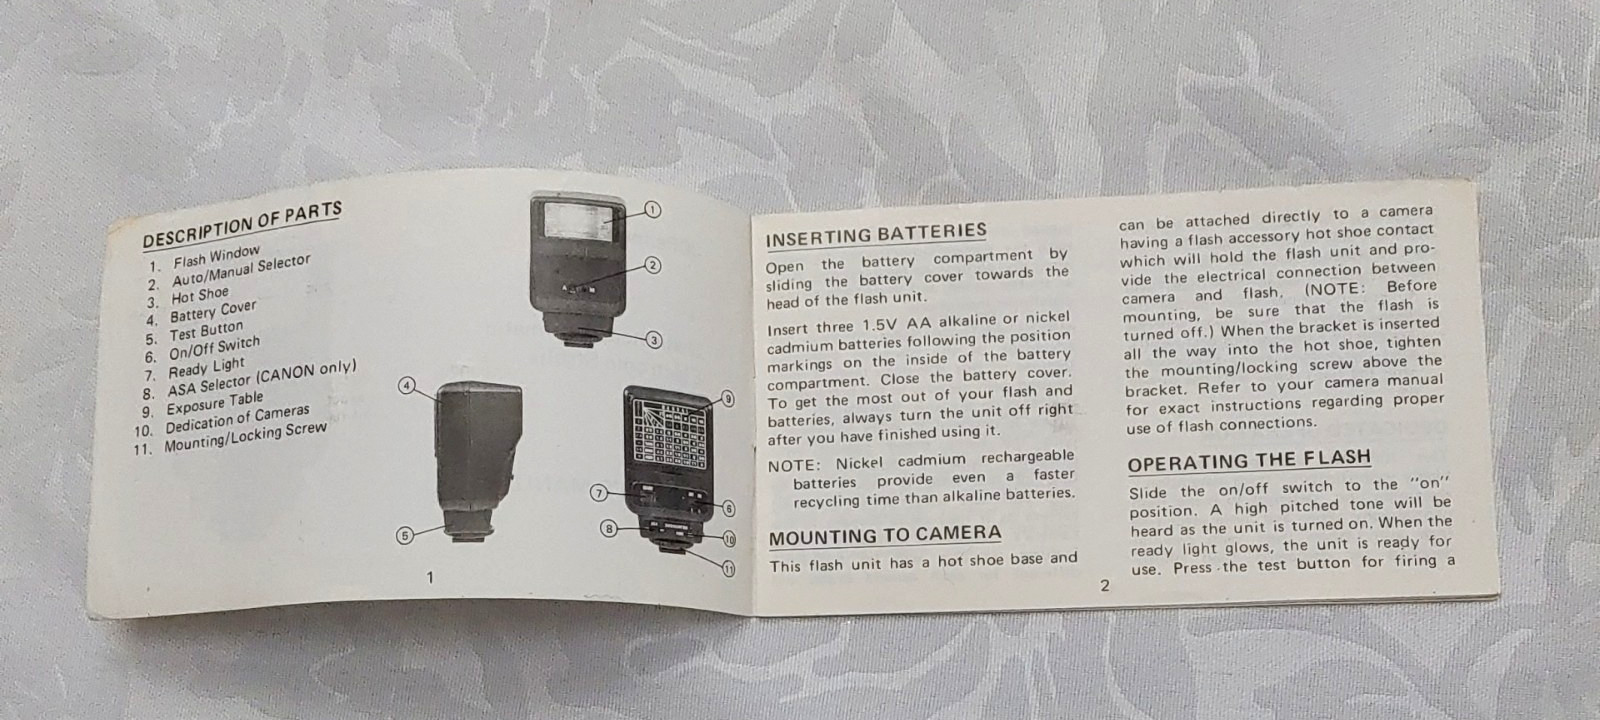 DESCRIPTION OF PARTS
1. Flash Window
2. Auto/Manual Selector
3. Hot Shoe
4. Battery Cover
5. Test Button
6. On/Off Switch
7. Ready Light
8. ASA Selector (CANON only)
9. Exposure Table
10. Dedication of Cameras
11. Mounting/Locking Screw
1
2
3
4
5
9
7
6
8
10
11
1
INSERTING BATTERIES
Open the battery compartment by
sliding the battery cover towards the
head of the flash unit.
Insert three 1.5V AA alkaline or nickel
cadmium batteries following the position
markings on the inside of the battery
compartment. Close the battery cover.
To get the most out of your flash and
batteries, always turn the unit off right
after you have finished using it.
NOTE: Nickel cadmium rechargeable
batteries provide even a faster
recycling time than alkaline batteries.
MOUNTING TO CAMERA
This flash unit has a hot shoe base and
can be attached directly to a camera
having a flash accessory hot shoe contact
which will hold the flash unit and pro-
vide the electrical connection between
camera and flash. (NOTE: Before
mounting, be sure that the flash is
turned off.) When the bracket is inserted
all the way into the hot shoe, tighten
the mounting/locking screw above the
bracket. Refer to your camera manual
for exact instructions regarding proper
use of flash connections.
OPERATING THE FLASH
Slide the on/off switch to the "on"
position. A high pitched tone will be
heard as the unit is turned on. When the
ready light glows, the unit is ready for
use. Press the test button for firing a
2